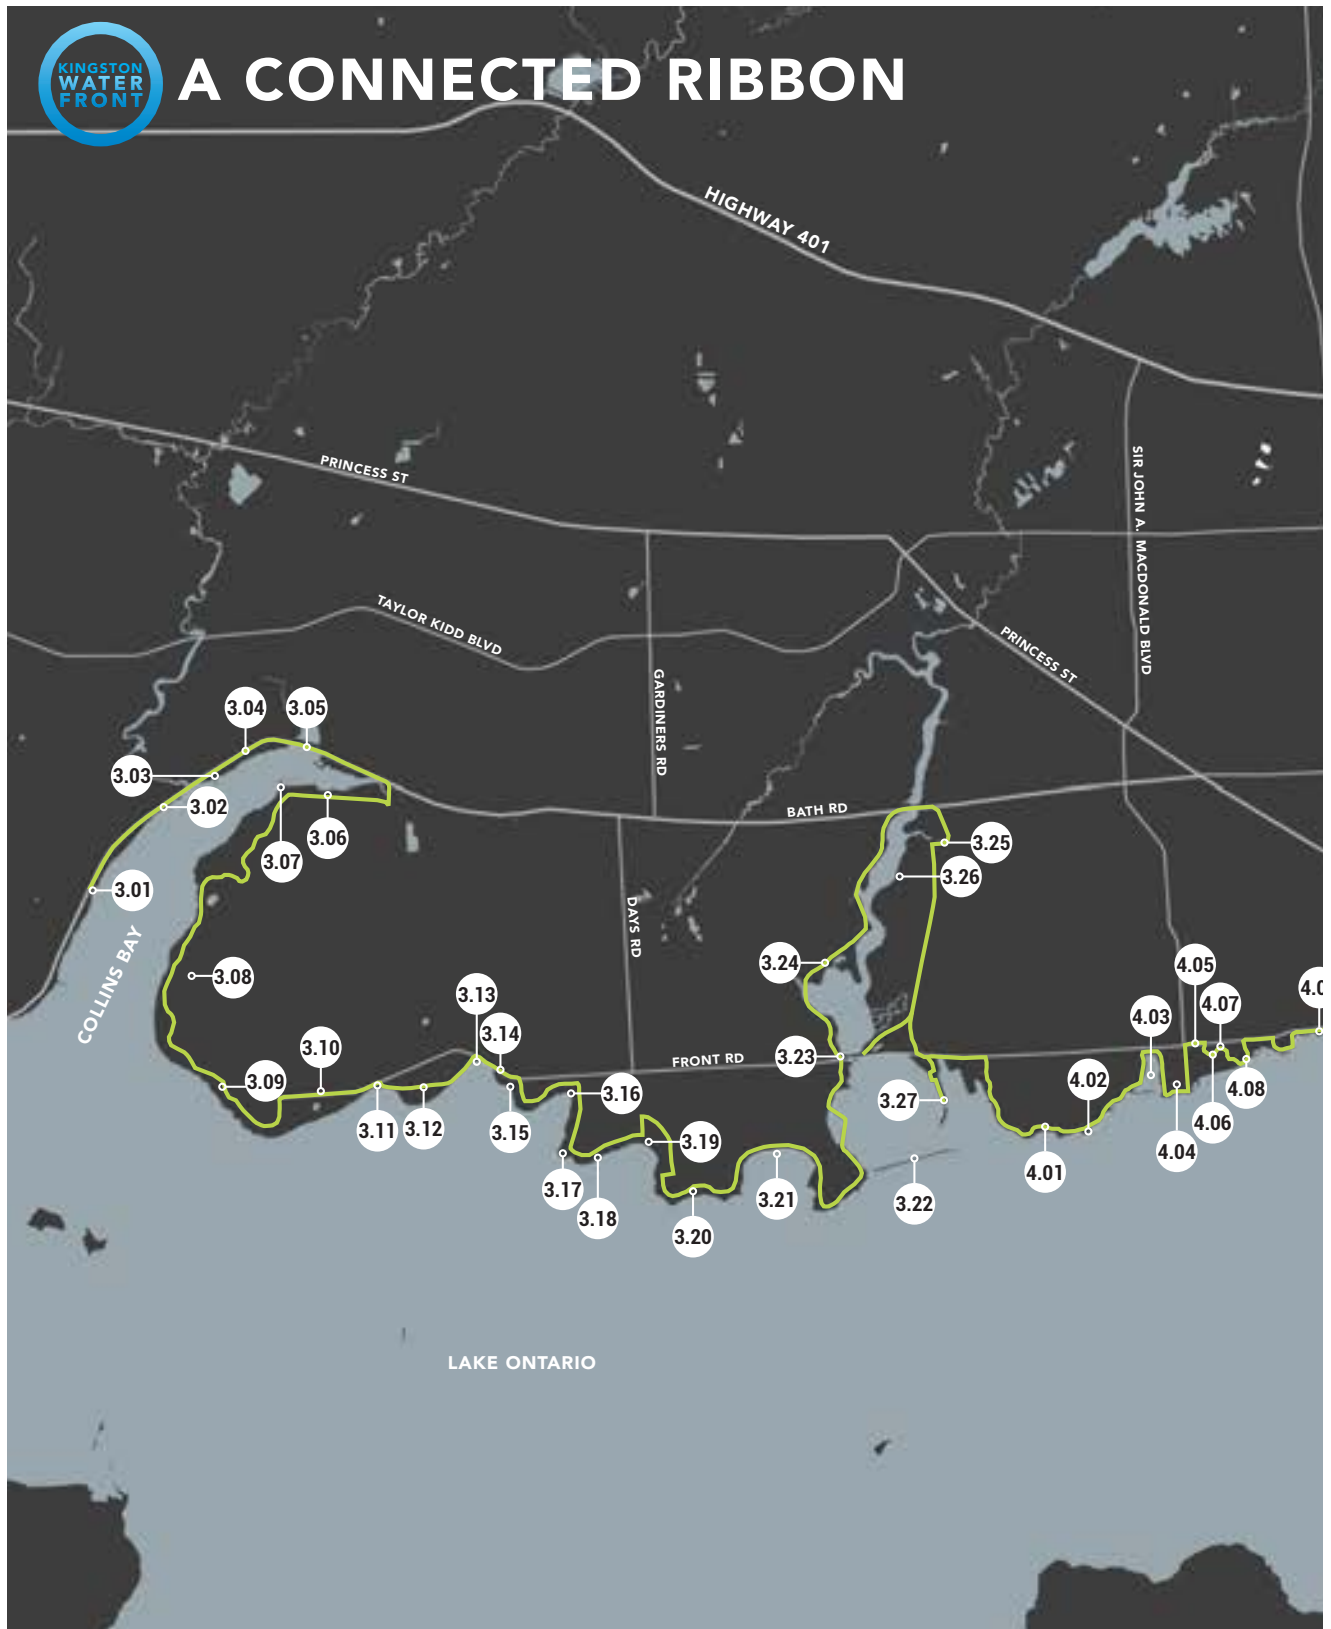 KINGSTON
WATER
FRONT
A CONNECTED RIBBON
HIGHWAY 401
PRINCESS ST
SIR JOHN A. MACDONALD BLVD
TAYLOR KIDD BLVD
PRINCESS ST
GARDINERS RD
3.04
3.05
3.03
3.02
BATH RD
3.06
3.07
3.25
3.26
3.01
DAYS RD
COLLINS BAY
3.08
3.24
4.05
3.13
4.07
4.03
3.14
3.10
FRONT RD
3.23
3.09
3.16
4.02
4.08
3.27
3.11
3.12
3.15
4.06
3.19
4.04
4.01
3.17
3.21
3.22
3.18
3.20
LAKE ONTARIO